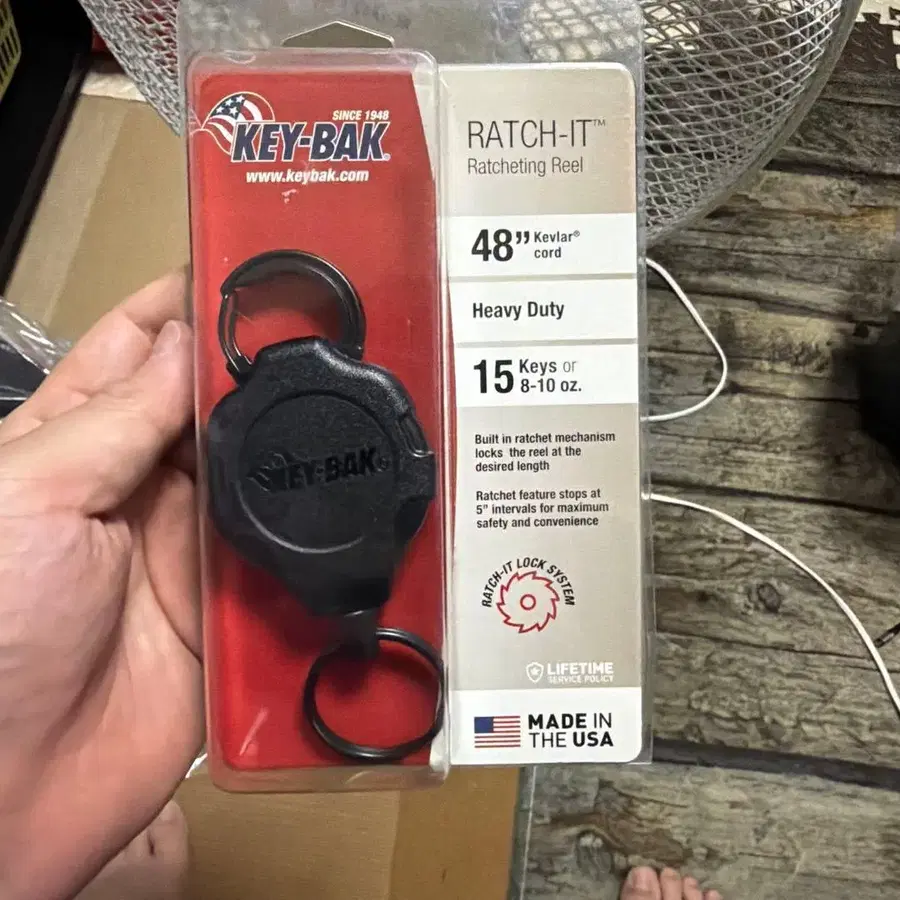 SINCE 1948
KEY-BAK®
www.keybak.com
KEY-BAK®
RATCH-IT™
Ratcheting Reel
48” Kevlar®
cord
Heavy Duty
15 Keys or
8-10 oz.
Built in ratchet mechanism
locks the reel at the
desired length
Ratchet feature stops at
5" intervals for maximum
safety and convenience
RATCH-IT LOCK SYSTEM
LIFETIME
SERVICE POLICY
MADE IN
THE USA